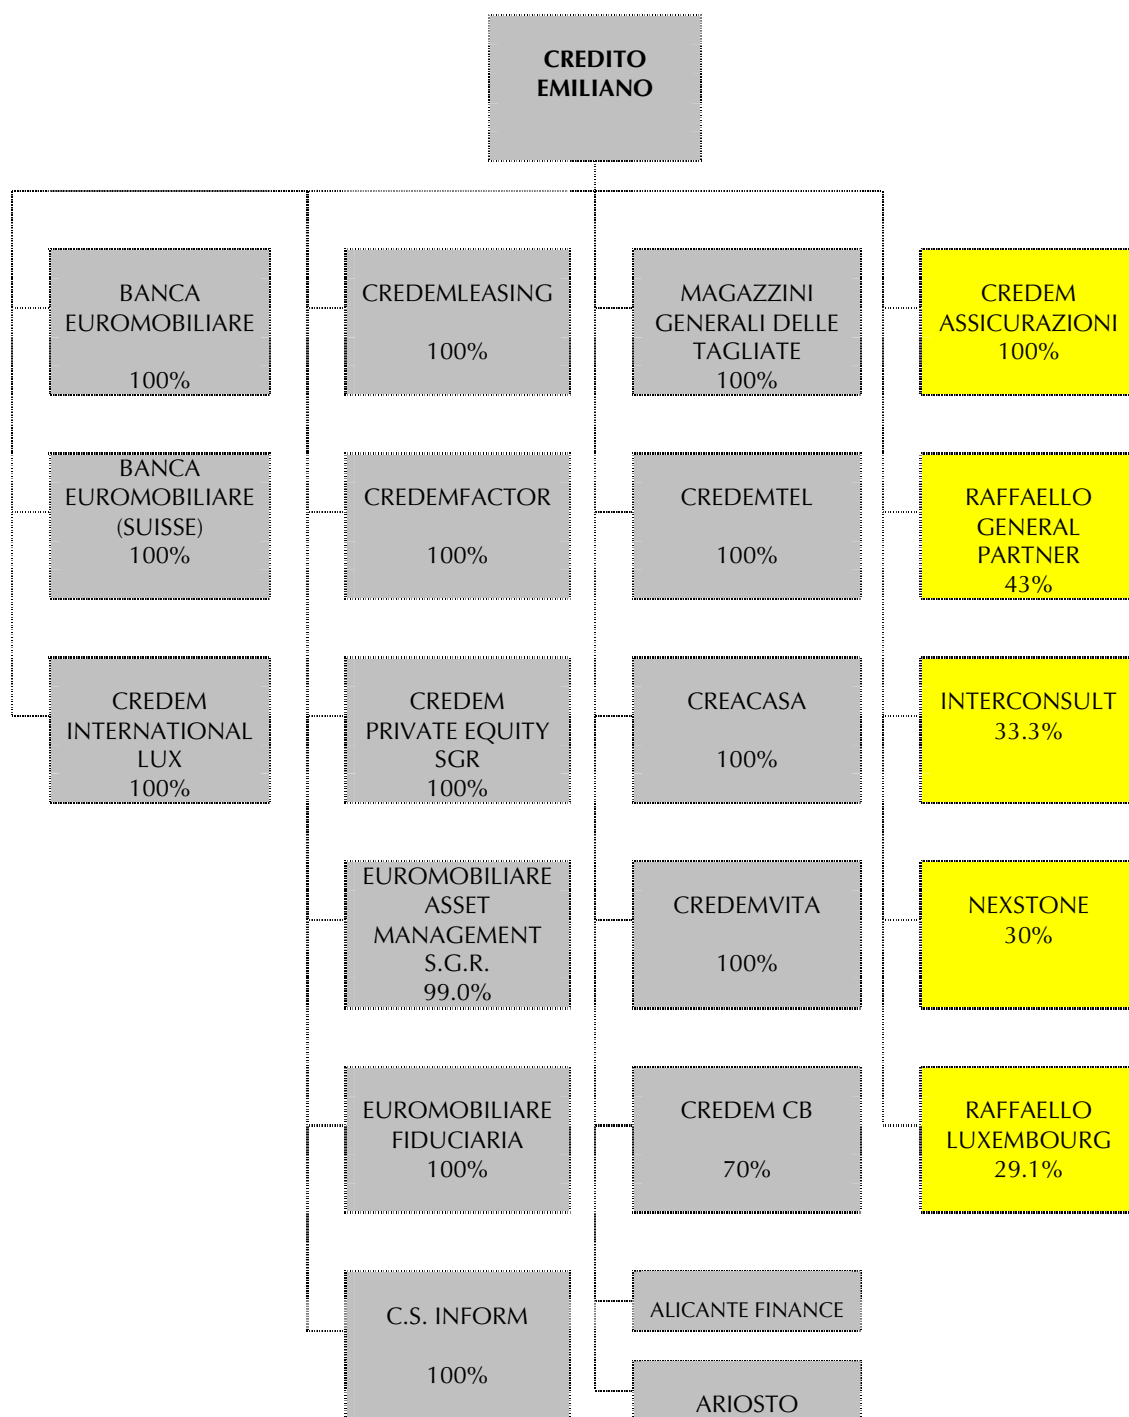 CREDITO
EMILIANO
BANCA
EUROMOBILIARE
100%
CREDEMLEASING
100%
MAGAZZINI
GENERALI DELLE
TAGLIATE
100%
CREDEM
ASSICURAZIONI
100%
BANCA
EUROMOBILIARE
(SUISSE)
100%
CREDEMFACTOR
100%
CREDEMTEL
100%
RAFFAELLO
GENERAL
PARTNER
43%
CREDEM
INTERNATIONAL
LUX
100%
CREDEM
PRIVATE EQUITY
SGR
100%
CREACASA
100%
INTERCONSULT
33.3%
EUROMOBILIARE
ASSET
MANAGEMENT
S.G.R.
99.0%
CREDEMVITA
100%
NEXSTONE
30%
EUROMOBILIARE
FIDUCIARIA
100%
CREDEM CB
70%
RAFFAELLO
LUXEMBOURG
29.1%
C.S. INFORM
100%
ALICANTE FINANCE
ARIOSTO